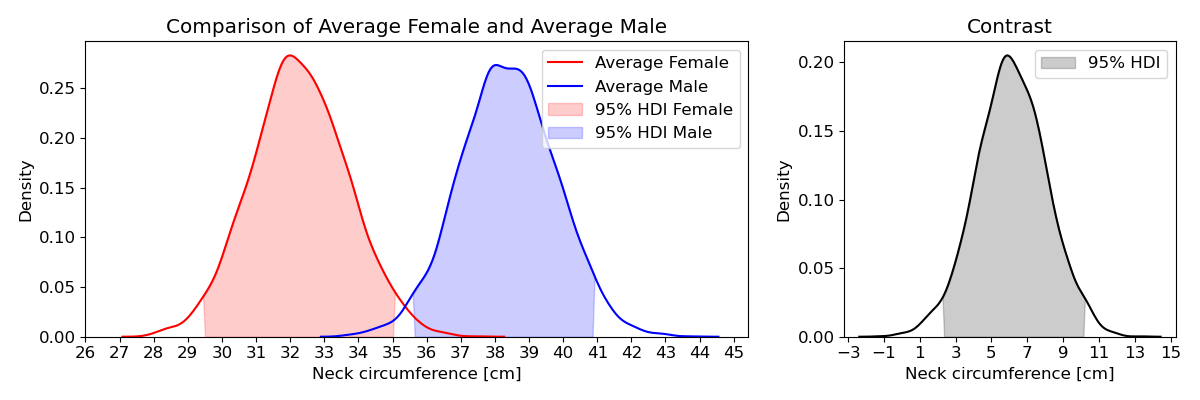 Comparison of Average Female and Average Male
Density
0.00
0.05
0.10
0.15
0.20
0.25
26 27 28 29 30 31 32 33 34 35 36 37 38 39 40 41 42 43 44 45
Neck circumference [cm]
Average Female
Average Male
95% HDI Female
95% HDI Male
Contrast
Density
0.00
0.05
0.10
0.15
0.20
−3 −1 1 3 5 7 9 11 13 15
Neck circumference [cm]
95% HDI